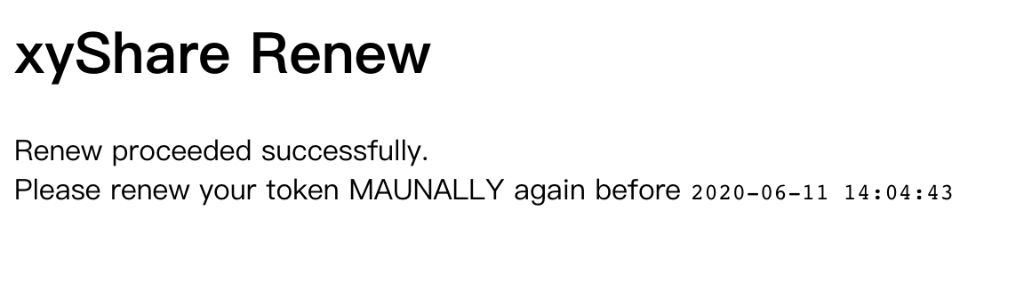 xyShare Renew
Renew proceeded successfully.
Please renew your token MAUNALLY again before 2020-06-11 14:04:43